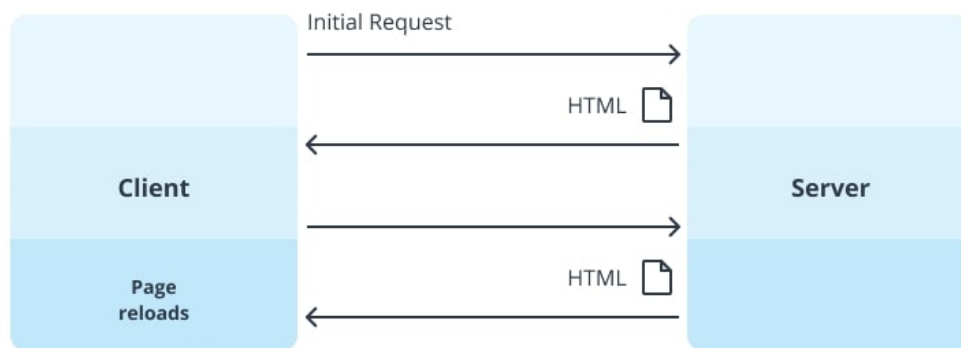 Initial Request
HTML
Client
Server
HTML
Page
reloads